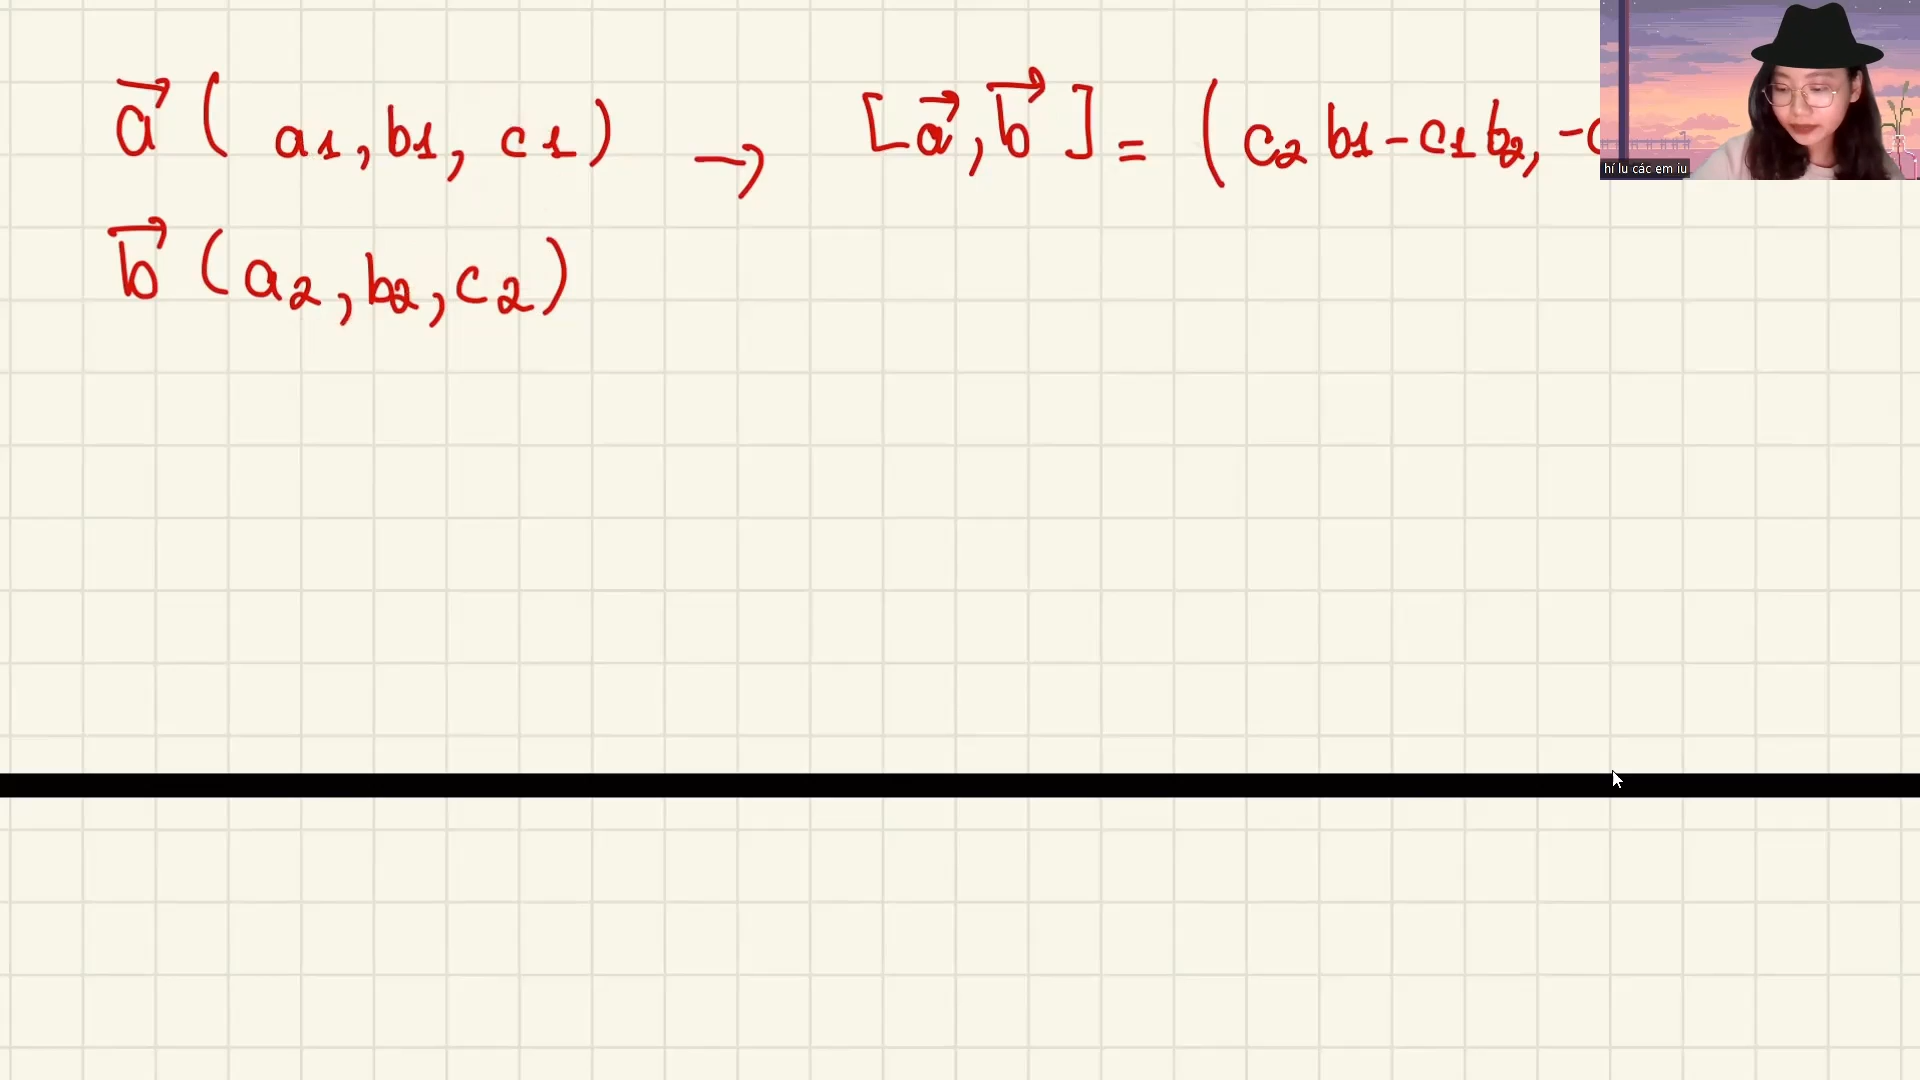 a⃗ ( a1, b1, c1 ) → [a⃗, b⃗ ] = ( c2 b1 - c1 b2, -c
b⃗ ( a2, b2, c2 )
hí lu các em iu